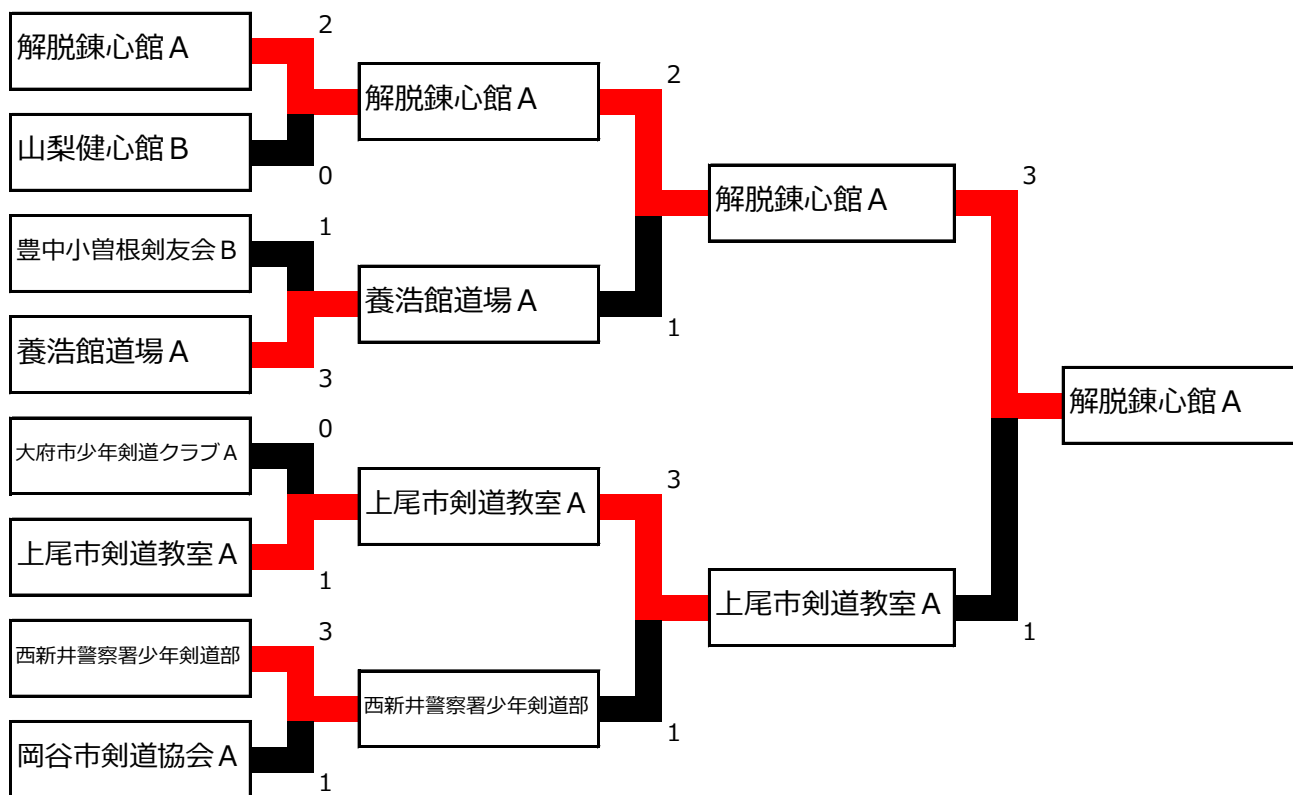 解脱錬心館Ａ
2
山梨健心館Ｂ
0
豊中小曽根剣友会Ｂ
1
養浩館道場Ａ
3
大府市少年剣道クラブＡ
0
上尾市剣道教室Ａ
1
西新井警察署少年剣道部
3
岡谷市剣道協会Ａ
1
解脱錬心館Ａ
2
養浩館道場Ａ
1
上尾市剣道教室Ａ
3
西新井警察署少年剣道部
1
解脱錬心館Ａ
3
上尾市剣道教室Ａ
1
解脱錬心館Ａ